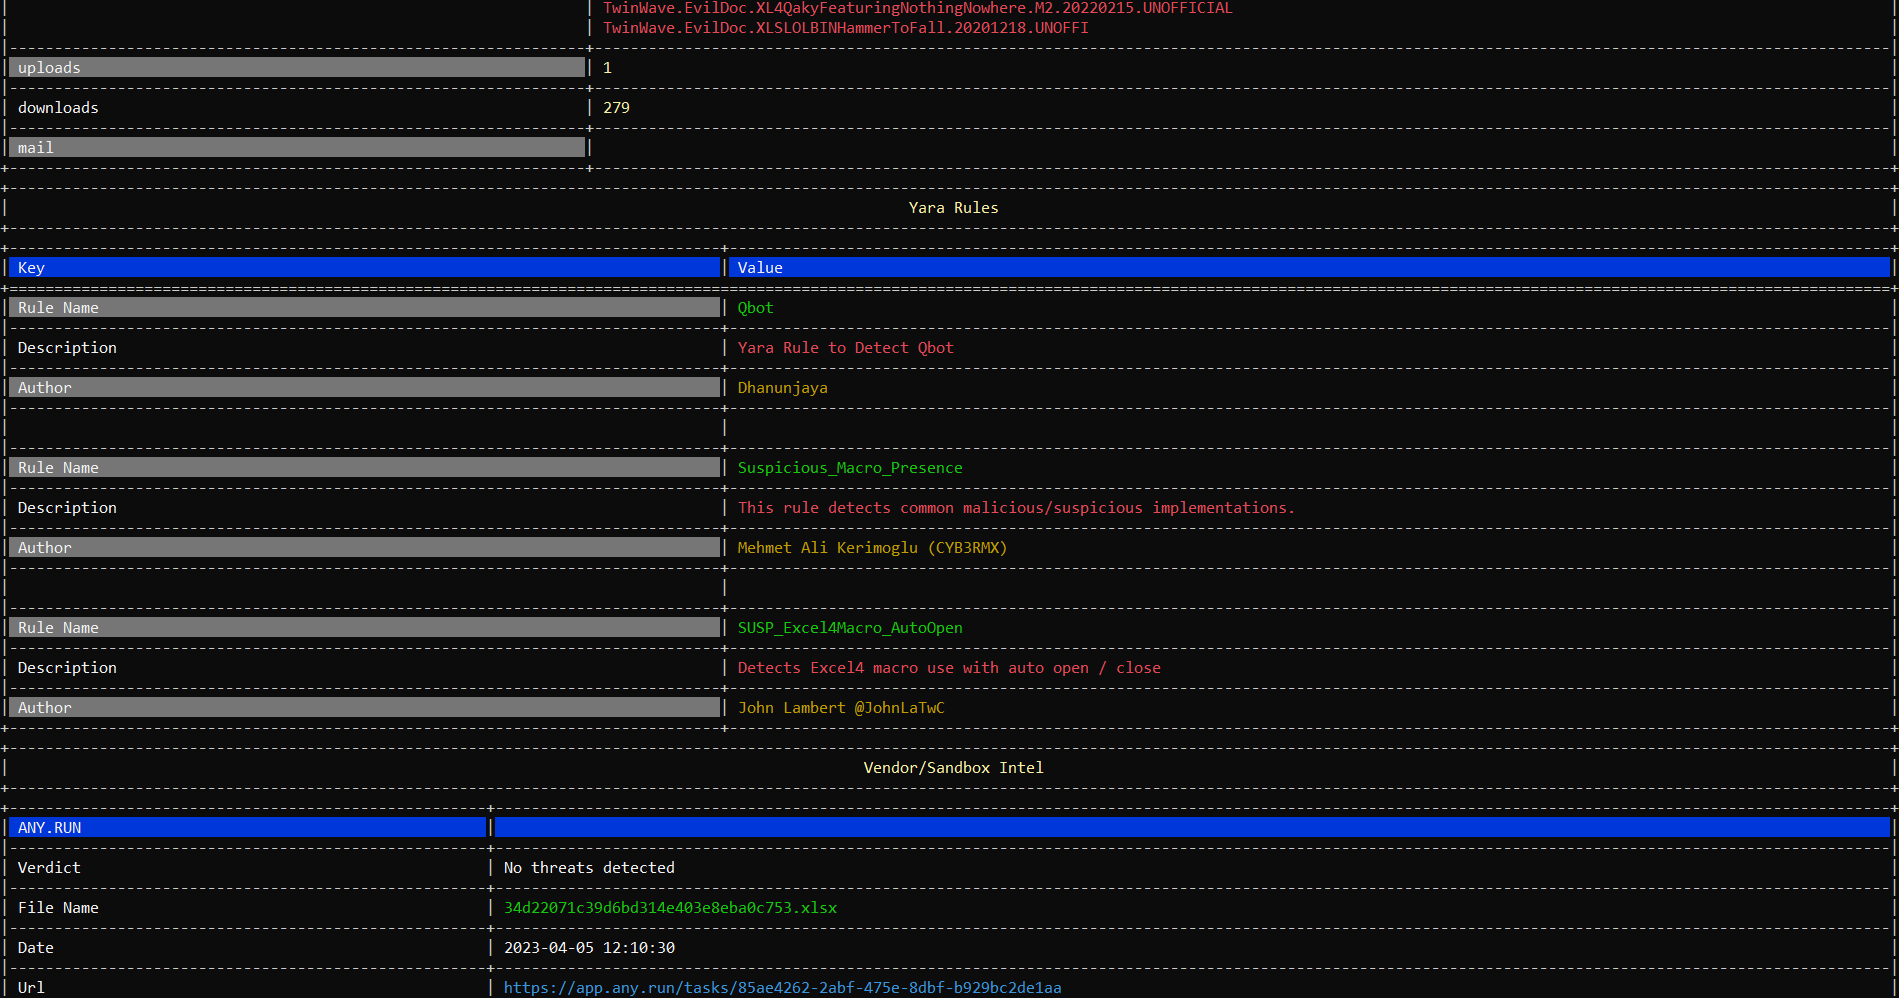 TwinWave.EvilDoc.XL4QakyFeaturingNothingNowhere.M2.20220215.UNOFFICIAL
TwinWave.EvilDoc.XLSLOLBINHammerToFall.20201218.UNOFFI
uploads 1
downloads 279
mail
Yara Rules
Key Value
Rule Name Qbot
Description Yara Rule to Detect Qbot
Author Dhanunjaya
Rule Name Suspicious_Macro_Presence
Description This rule detects common malicious/suspicious implementations.
Author Mehmet Ali Kerimoglu (CYB3RMX)
Rule Name SUSP_Excel4Macro_AutoOpen
Description Detects Excel4 macro use with auto open / close
Author John Lambert @JohnLaTwC
Vendor/Sandbox Intel
ANY.RUN
Verdict No threats detected
File Name 34d22071c39d6bd314e403e8eba0c753.xlsx
Date 2023-04-05 12:10:30
Url https://app.any.run/tasks/85ae4262-2abf-475e-8dbf-b929bc2de1aa